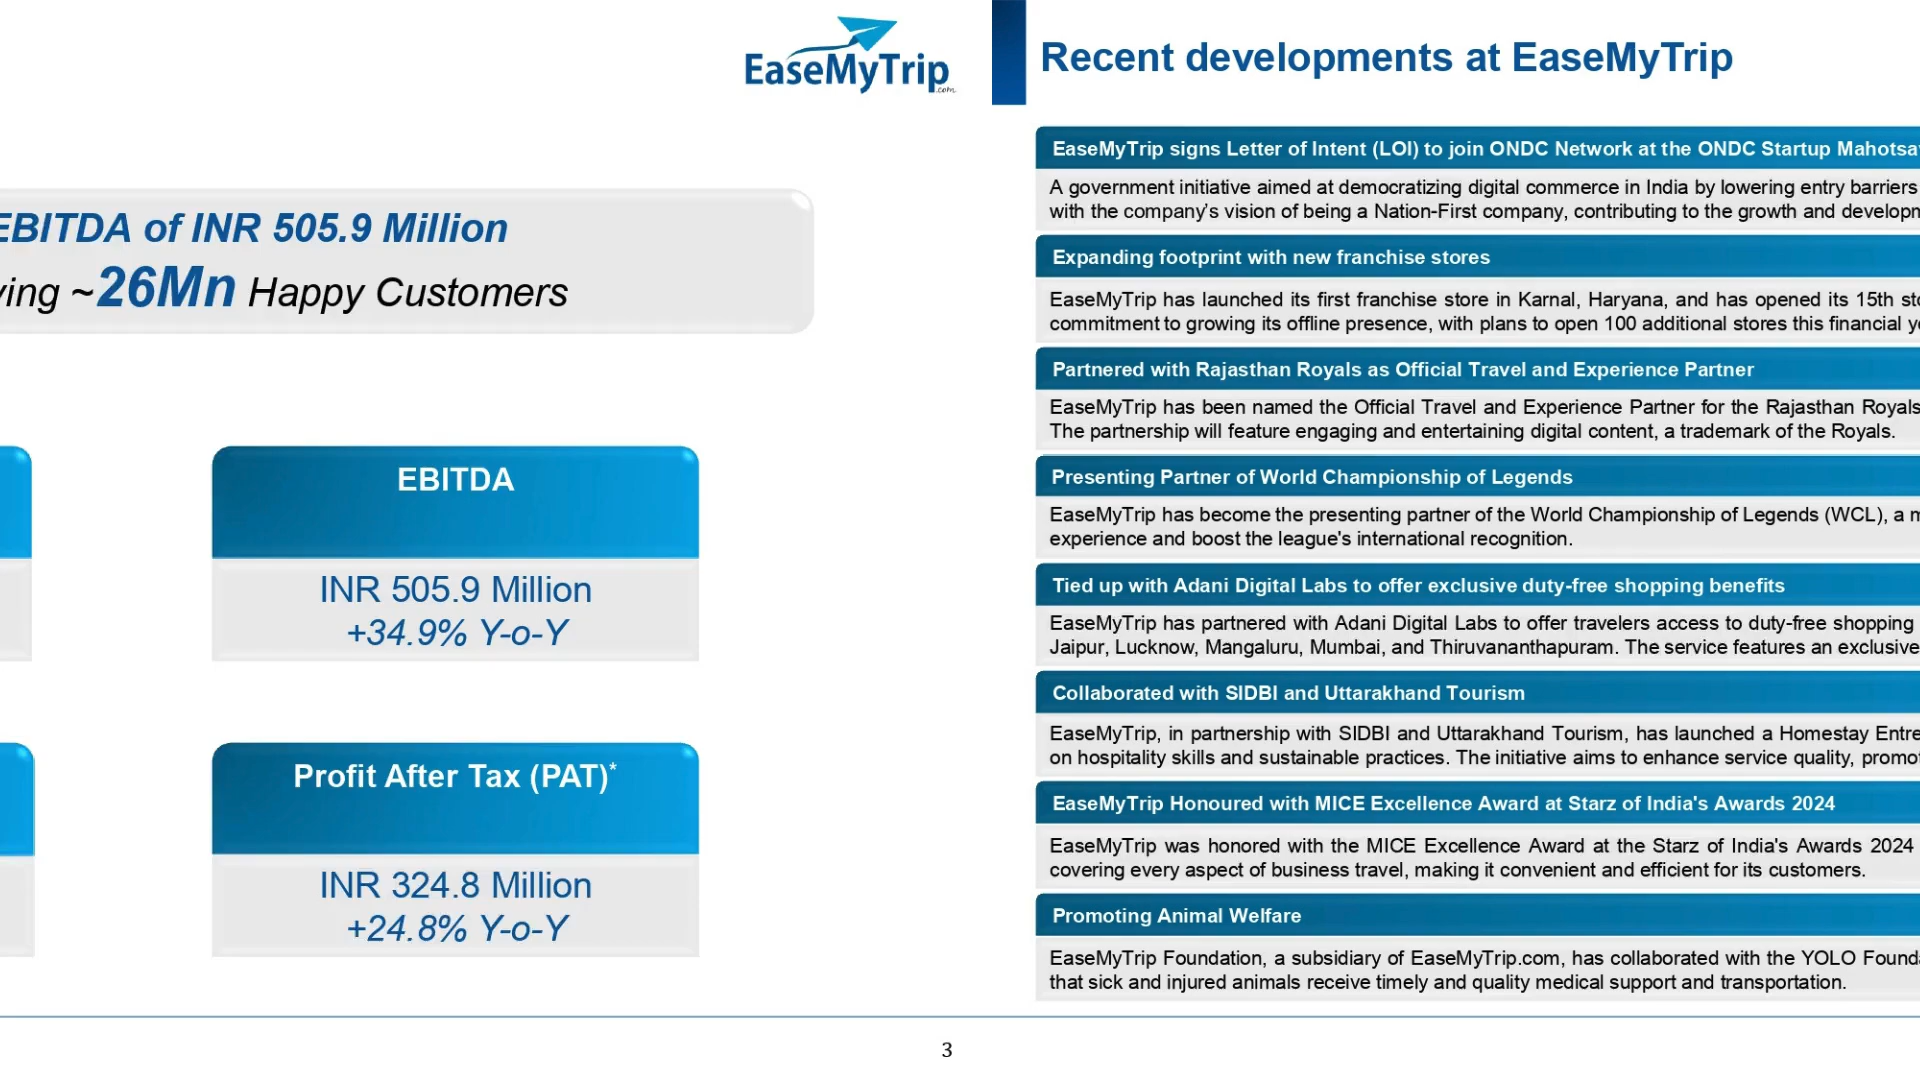 EaseMyTrip
.com
EBITDA of INR 505.9 Million
~26Mn Happy Customers
EBITDA
INR 505.9 Million
+34.9% Y-o-Y
Profit After Tax (PAT)*
INR 324.8 Million
+24.8% Y-o-Y
3
Recent developments at EaseMyTrip
EaseMyTrip signs Letter of Intent (LOI) to join ONDC Network at the ONDC Startup
A government initiative aimed at democratizing digital commerce in India by lowering entry barriers
with the company's vision of being a Nation-First company, contributing to the growth and
Expanding footprint with new franchise stores
EaseMyTrip has launched its first franchise store in Karnal, Haryana, and has opened its 15th
commitment to growing its offline presence, with plans to open 100 additional stores this financial
Partnered with Rajasthan Royals as Official Travel and Experience Partner
EaseMyTrip has been named the Official Travel and Experience Partner for the Rajasthan Royals
The partnership will feature engaging and entertaining digital content, a trademark of the Royals.
Presenting Partner of World Championship of Legends
EaseMyTrip has become the presenting partner of the World Championship of Legends (WCL), a
experience and boost the league's international recognition.
Tied up with Adani Digital Labs to offer exclusive duty-free shopping benefits
EaseMyTrip has partnered with Adani Digital Labs to offer travelers access to duty-free shopping
Jaipur, Lucknow, Mangaluru, Mumbai, and Thiruvananthapuram. The service features an exclusive
Collaborated with SIDBI and Uttarakhand Tourism
EaseMyTrip, in partnership with SIDBI and Uttarakhand Tourism, has launched a Homestay
on hospitality skills and sustainable practices. The initiative aims to enhance service quality,
EaseMyTrip Honoured with MICE Excellence Award at Starz of India's Awards 2024
EaseMyTrip was honored with the MICE Excellence Award at the Starz of India's Awards 2024
covering every aspect of business travel, making it convenient and efficient for its customers.
Promoting Animal Welfare
EaseMyTrip Foundation, a subsidiary of EaseMyTrip.com, has collaborated with the YOLO
that sick and injured animals receive timely and quality medical support and transportation.